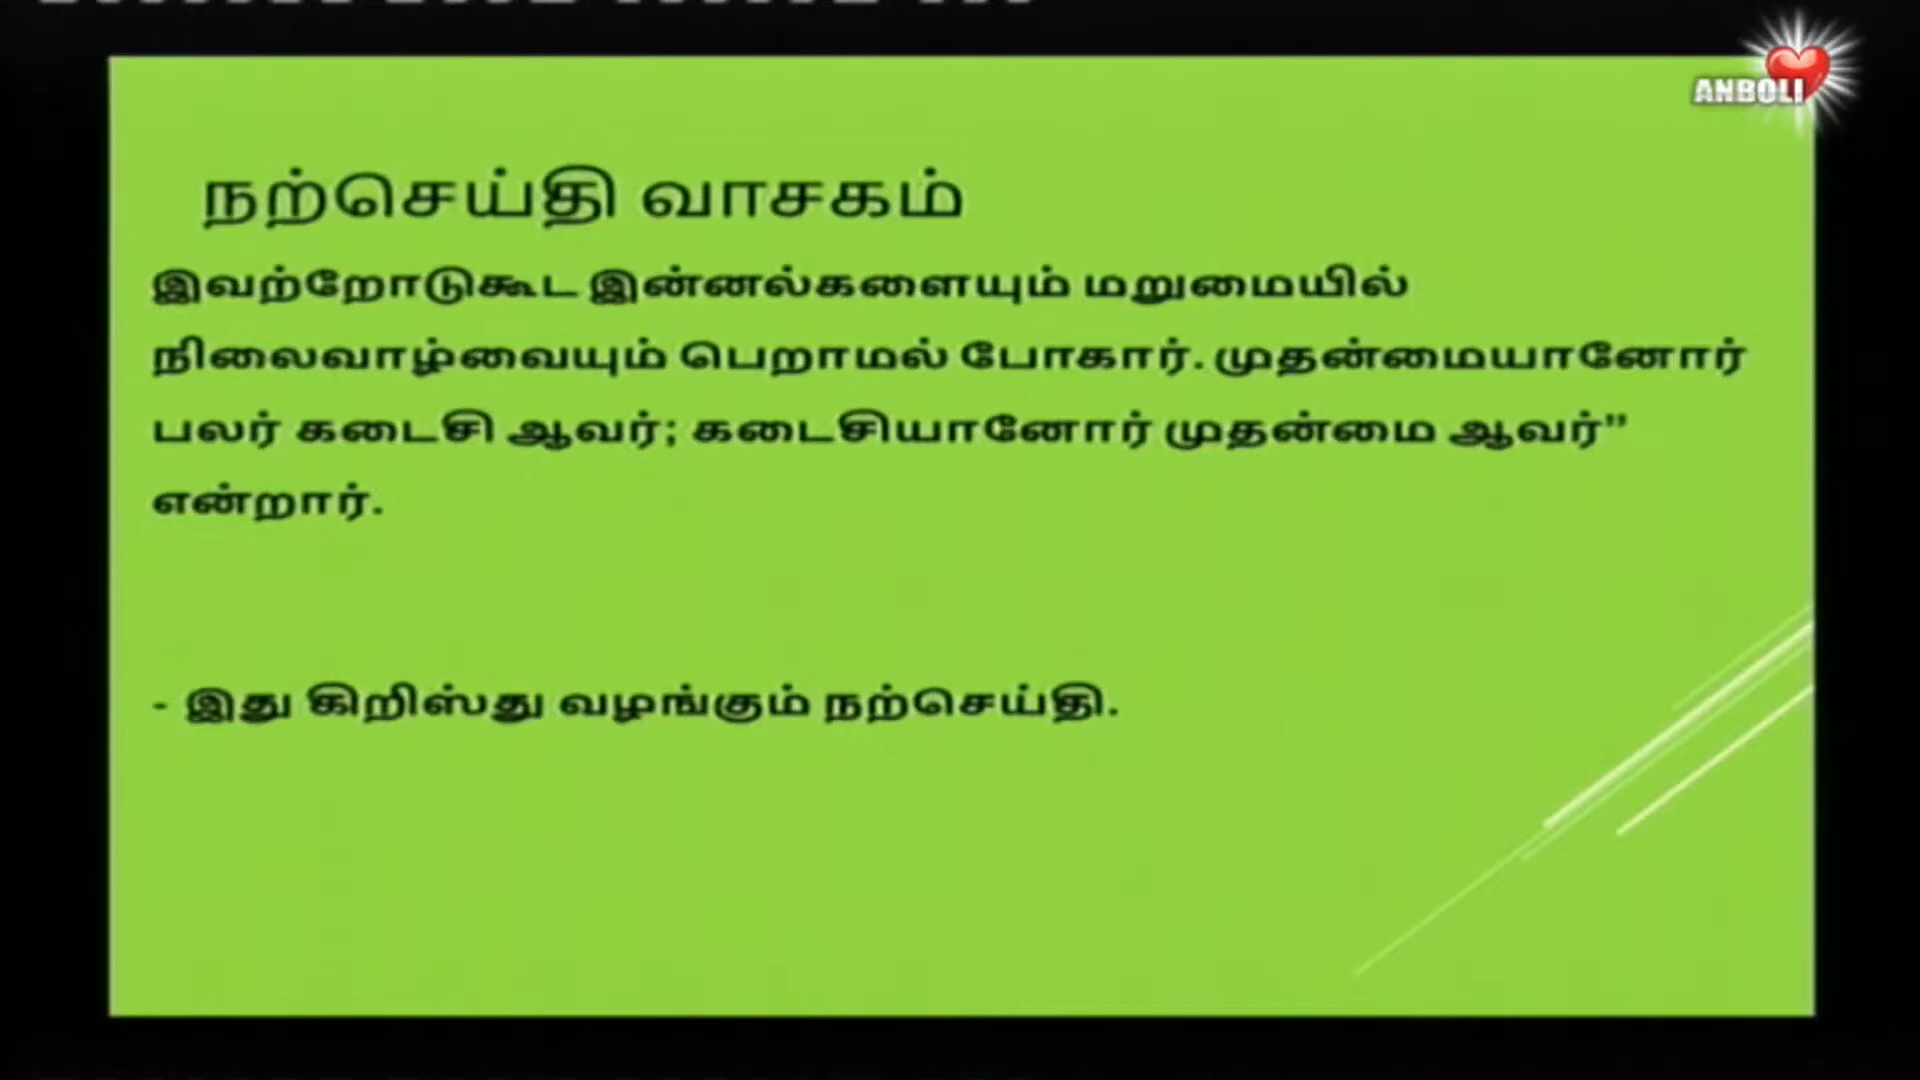 ANBOLI
நற்செய்தி வாசகம்
இவற்றோடுகூட இன்னல்களையும் மறுமையில்
நிலைவாழ்வையும் பெறாமல் போகார். முதன்மையானோர்
பலர் கடைசி ஆவர்; கடைசியானோர் முதன்மை ஆவர்”
என்றார்.
- இது கிறிஸ்து வழங்கும் நற்செய்தி.